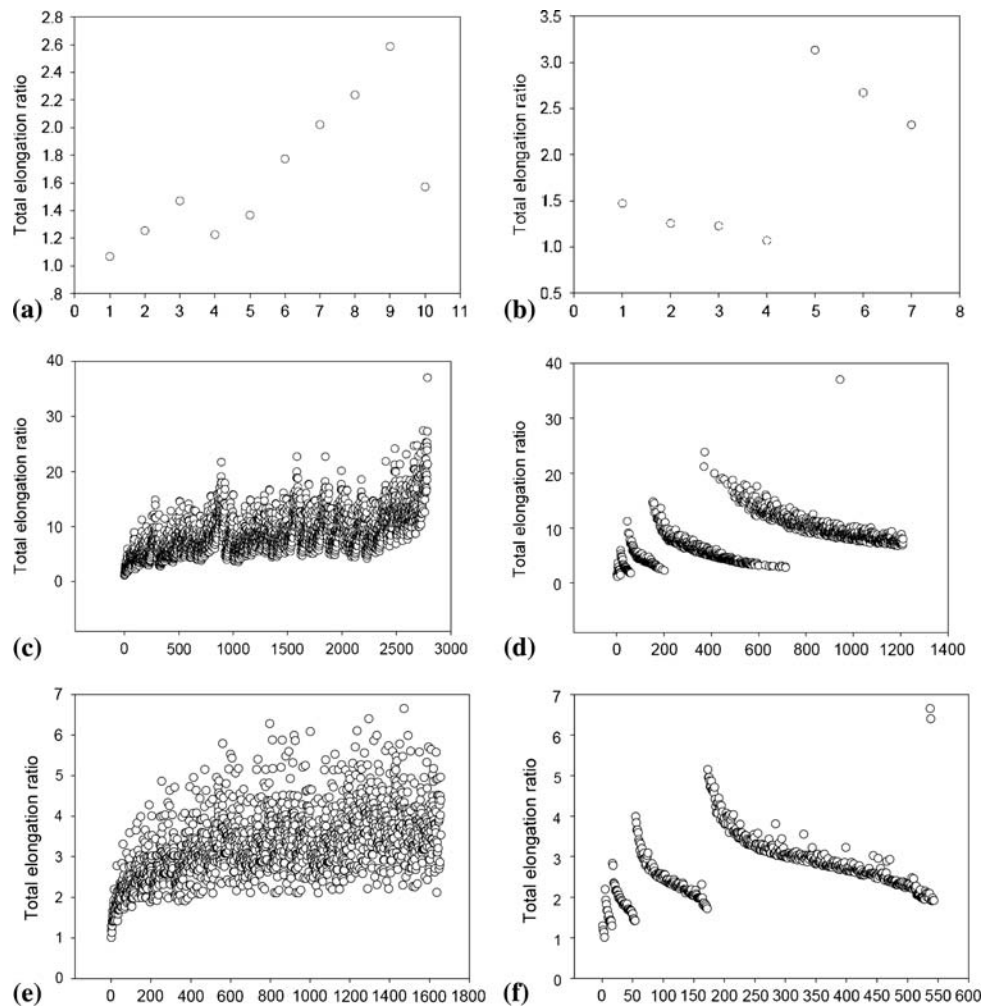 2.8
2.6
2.4
2.2
2.0
1.8
1.6
1.4
1.2
1.0
.8
Total elongation ratio
0 1 2 3 4 5 6 7 8 9 10 11
(a)
3.5
3.0
2.5
2.0
1.5
1.0
0.5
Total elongation ratio
0 1 2 3 4 5 6 7 8
(b)
40
30
20
10
0
Total elongation ratio
0 500 1000 1500 2000 2500 3000
(c)
40
30
20
10
0
Total elongation ratio
0 200 400 600 800 1000 1200 1400
(d)
7
6
5
4
3
2
1
0
Total elongation ratio
0 200 400 600 800 1000 1200 1400 1600 1800
(e)
7
6
5
4
3
2
1
0
Total elongation ratio
0 50 100 150 200 250 300 350 400 450 500 550 600
(f)